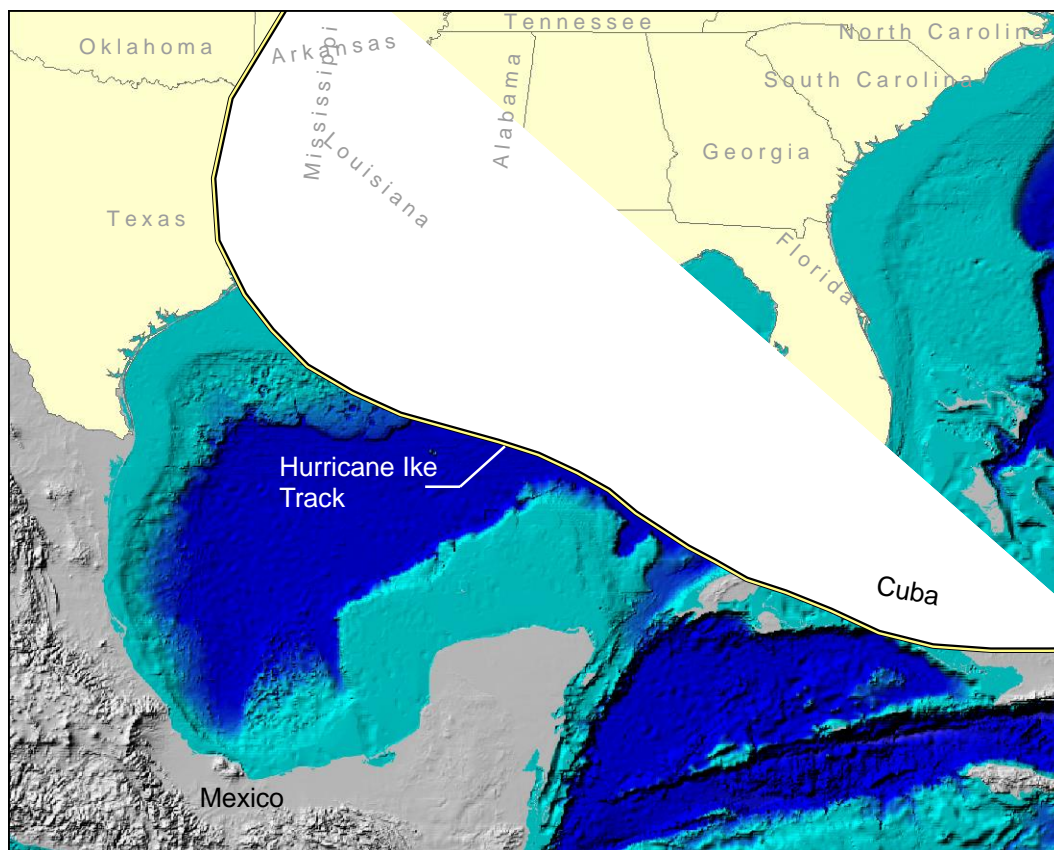 Tennessee
North Carolina
Oklahoma
Arkansas
South Carolina
Mississippi
Alabama
Louisiana
Georgia
Texas
Florida
Hurricane Ike
Track
Cuba
Mexico